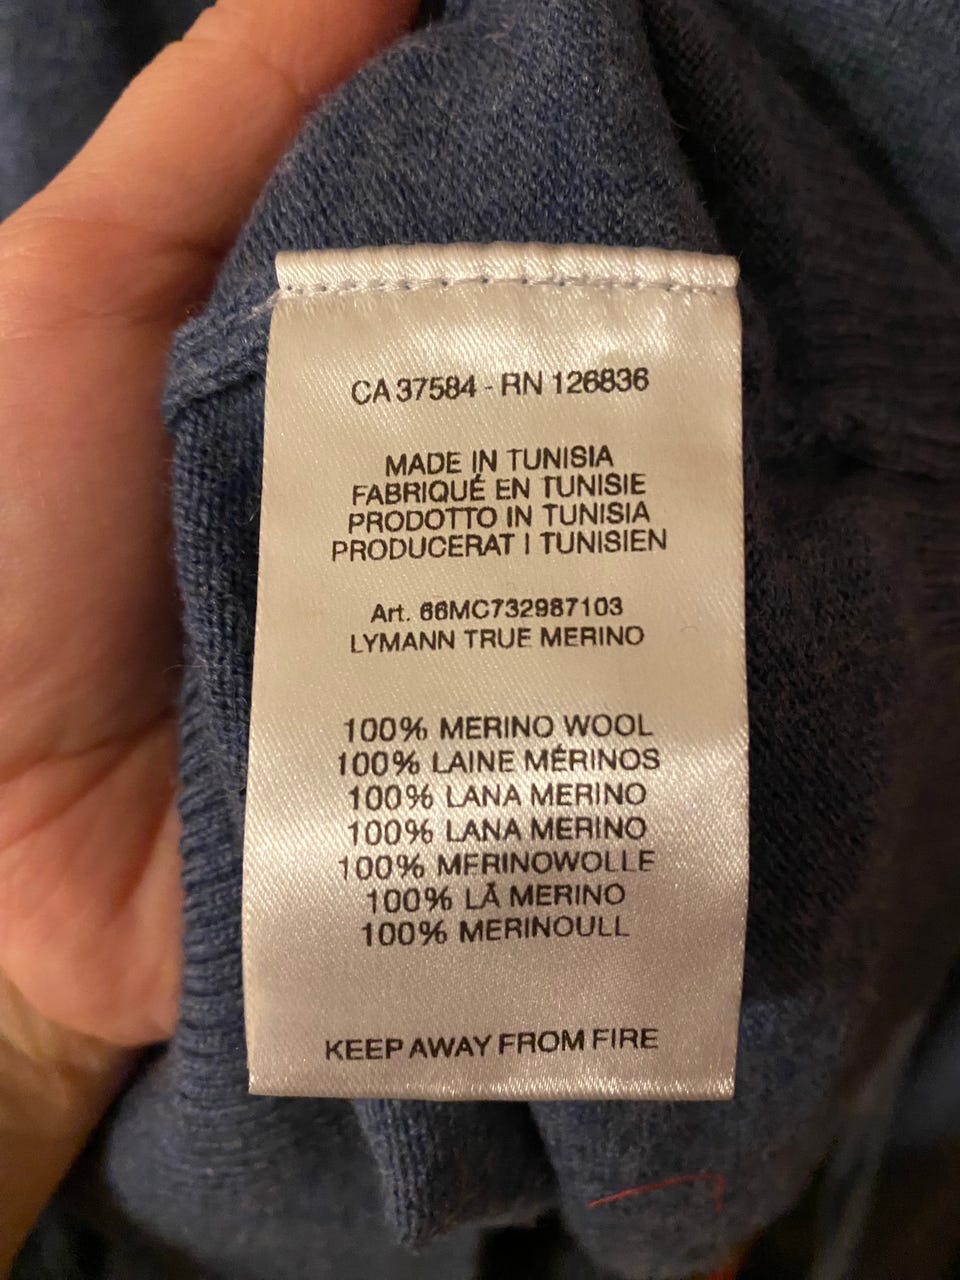 CA 37584 - RN 126836
MADE IN TUNISIA
FABRIQUÉ EN TUNISIE
PRODOTTO IN TUNISIA
PRODUCERAT I TUNISIEN
Art. 66MC732987103
LYMANN TRUE MERINO
100% MERINO WOOL
100% LAINE MÉRINOS
100% LANA MERINO
100% LANA MERINO
100% MERINOWOLLE
100% LÃ MERINO
100% MERINOULL
KEEP AWAY FROM FIRE